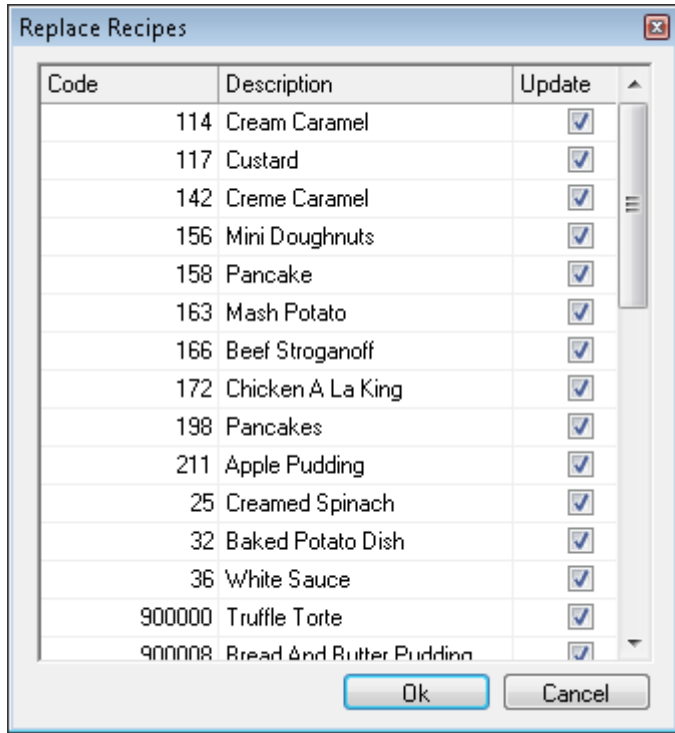 Replace Recipes
Code Description Update
114 Cream Caramel
117 Custard
142 Creme Caramel
156 Mini Doughnuts
158 Pancake
163 Mash Potato
166 Beef Stroganoff
172 Chicken A La King
198 Pancakes
211 Apple Pudding
25 Creamed Spinach
32 Baked Potato Dish
36 White Sauce
900000 Truffle Torte
900008 Bread And Butter Pudding
Ok Cancel